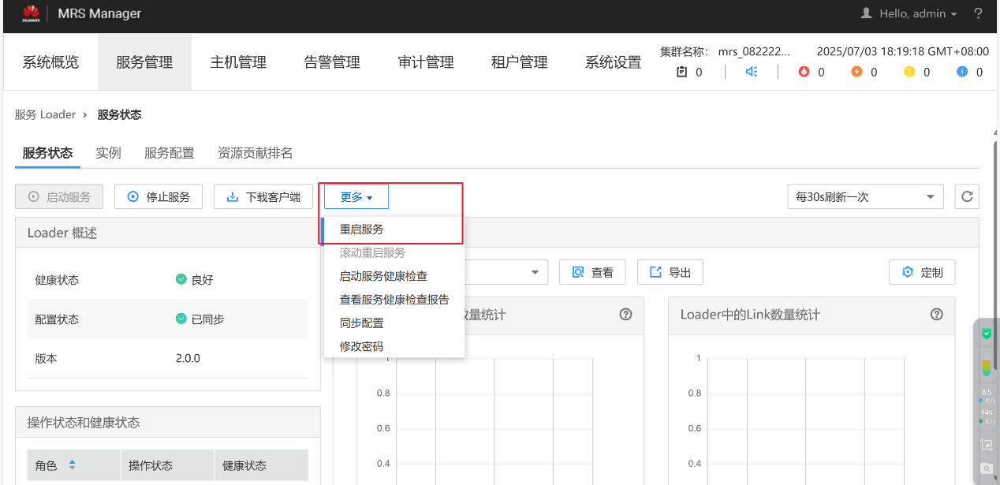 HUAWEI MRS Manager Hello, admin ?
系统概览 服务管理 主机管理 告警管理 审计管理 租户管理 系统设置
集群名称： mrs_082222... 2025/07/03 18:19:18 GMT+08:00
0 0 0 0 0
服务 Loader › 服务状态
服务状态 实例 服务配置 资源贡献排名
启动服务 停止服务 下载客户端 更多 每30s刷新一次
重启服务
滚动重启服务
启动服务健康检查
查看服务健康检查报告
同步配置
修改密码
Loader 概述
健康状态 良好
配置状态 已同步
版本 2.0.0
查看 导出 定制
数量统计
Loader中的Link数量统计
1
0.8
0.6
0.4
1
0.8
0.6
0.4
操作状态和健康状态
角色 操作状态 健康状态
8.5
K/s
145
K/s